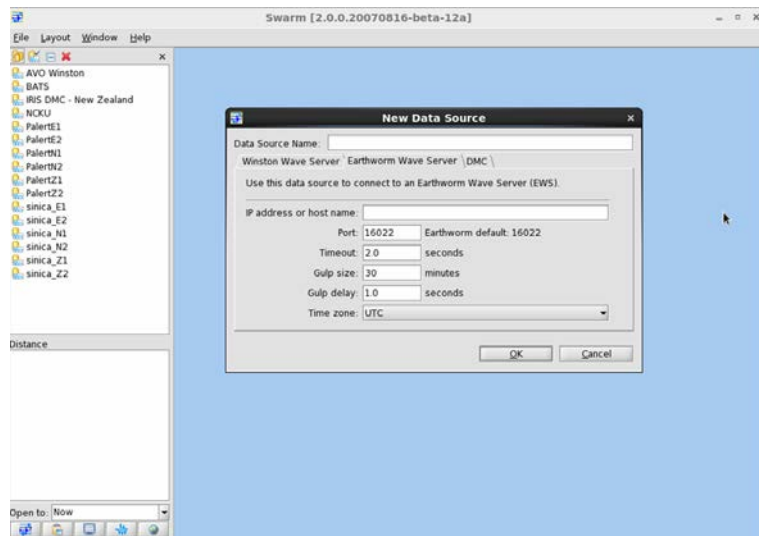 Swarm [2.0.0.20070816-beta-12a]
File Layout Window Help
AVO Winston
BATS
IRIS DMC - New Zealand
NCKU
PalertE1
PalertE2
PalertN1
PalertN2
PalertZ1
PalertZ2
sinica_E1
sinica_E2
sinica_N1
sinica_N2
sinica_Z1
sinica_Z2
Distance
Open to: Now
New Data Source
Data Source Name:
Winston Wave Server Earthworm Wave Server DMC
Use this data source to connect to an Earthworm Wave Server (EWS).
IP address or host name:
Port: 16022 Earthworm default: 16022
Timeout: 2.0 seconds
Gulp size: 30 minutes
Gulp delay: 1.0 seconds
Time zone: UTC
OK Cancel